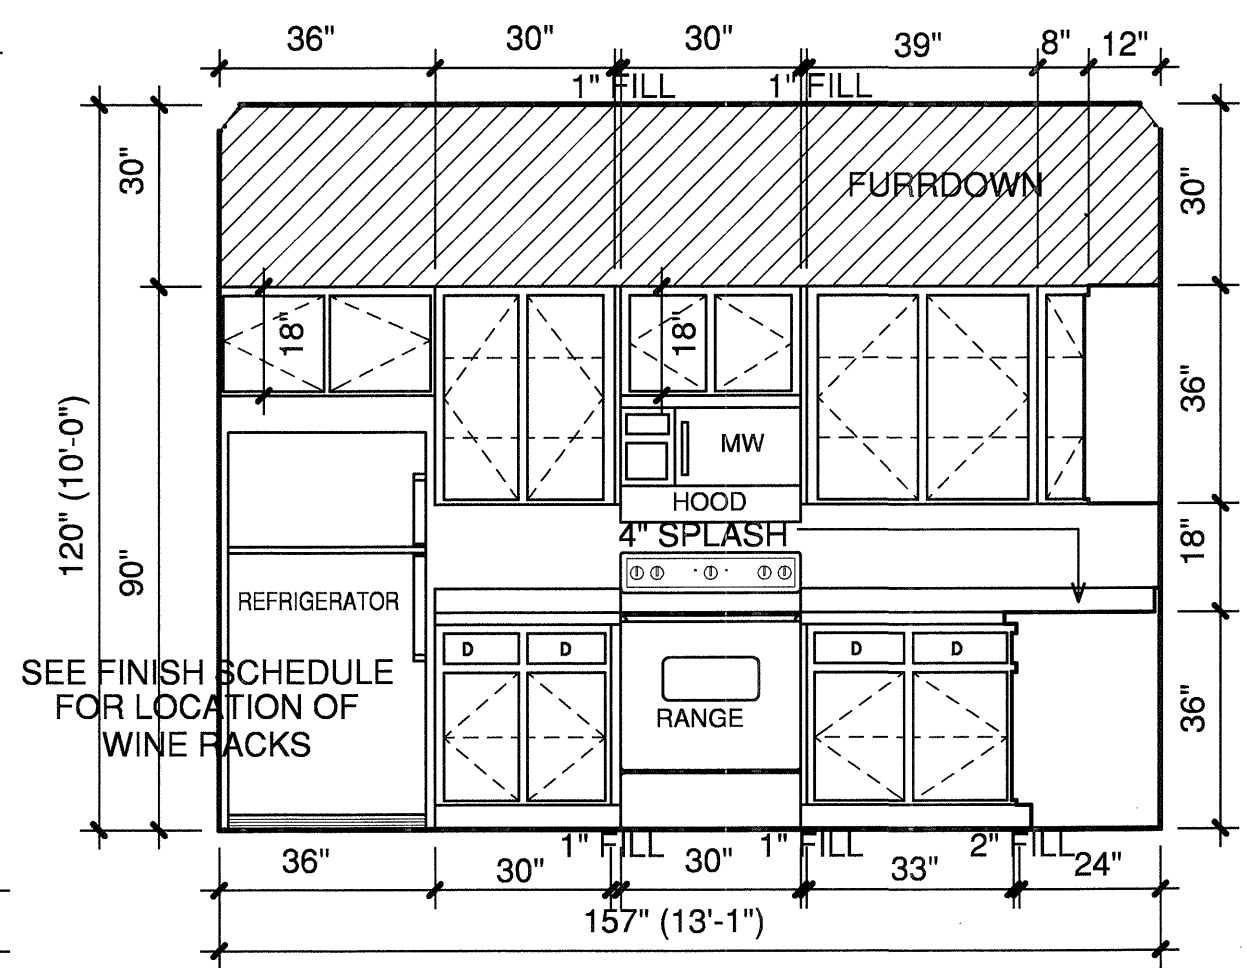 36" 30" 30" 39" 8" 12"
1" FILL 1" FILL
30"
FURRDOWN
30"
18" 18"
36"
MW
120" (10'-0")
HOOD
4" SPLASH
18"
90"
REFRIGERATOR
D D D D
SEE FINISH SCHEDULE
FOR LOCATION OF
WINE RACKS
RANGE
36"
1" FILL 1" FILL 2" FILL
36" 30" 30" 33" 24"
157" (13'-1")